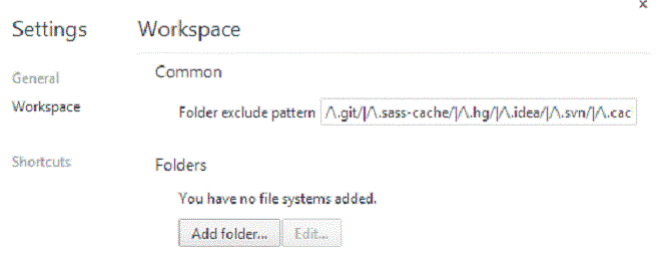 ×
Settings
Workspace
General
Common
Workspace
Folder exclude pattern
/\.git/|/\.sass-cache/|/\.hg/|/\.idea/|/\.svn/|/\.cac
Shortcuts
Folders
You have no file systems added.
Add folder...
Edit...